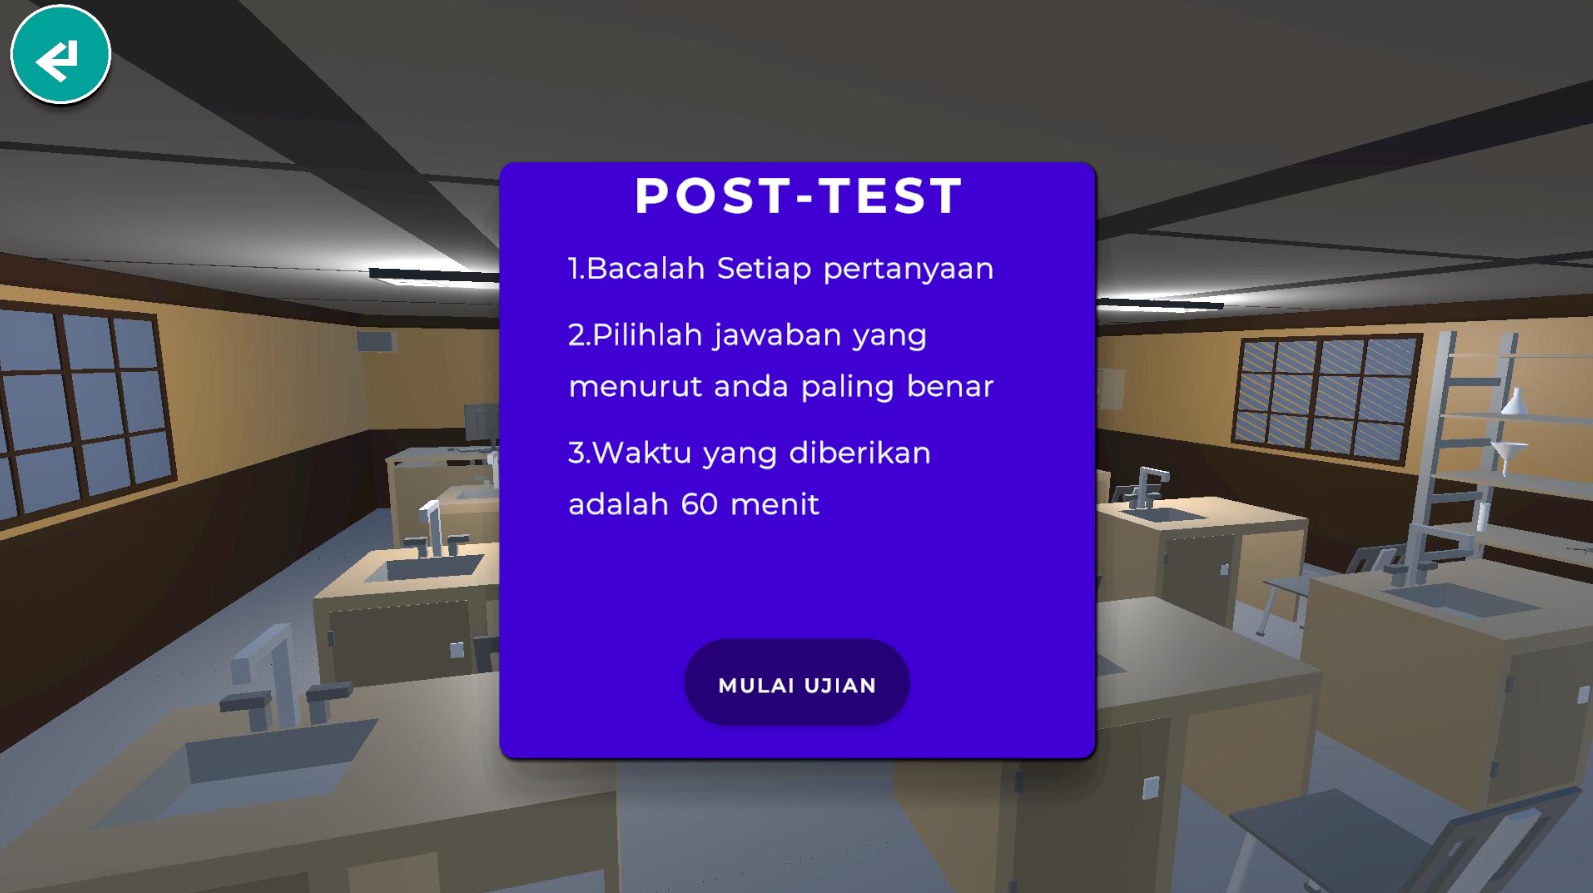 POST-TEST
1.Bacalah Setiap pertanyaan
2.Pilihlah jawaban yang
menurut anda paling benar
3.Waktu yang diberikan
adalah 60 menit
MULAI UJIAN